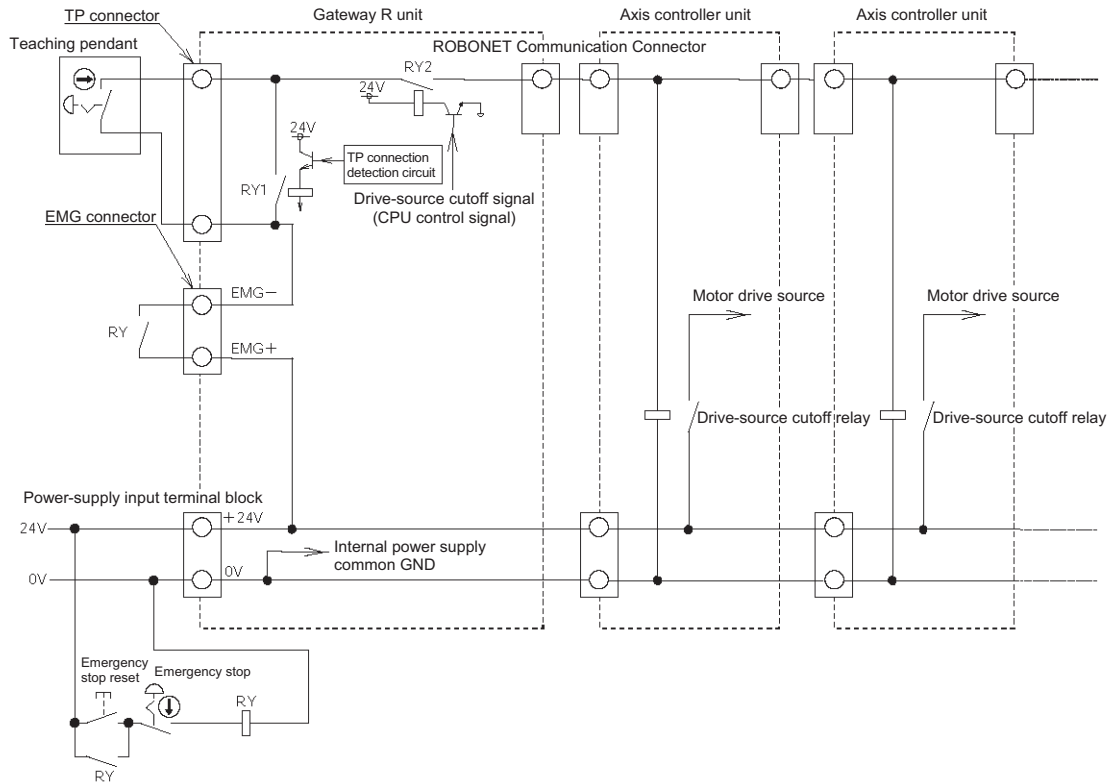 Gateway R unit
Axis controller unit
Axis controller unit
TP connector
Teaching pendant
ROBONET Communication Connector
RY2
24V
24V
TP connection
detection circuit
RY1
Drive-source cutoff signal
(CPU control signal)
EMG connector
EMG−
RY
EMG+
Motor drive source
Motor drive source
Drive-source cutoff relay
Drive-source cutoff relay
Power-supply input terminal block
24V
+24V
Internal power supply
common GND
0V
0V
Emergency
stop reset
Emergency stop
RY
RY